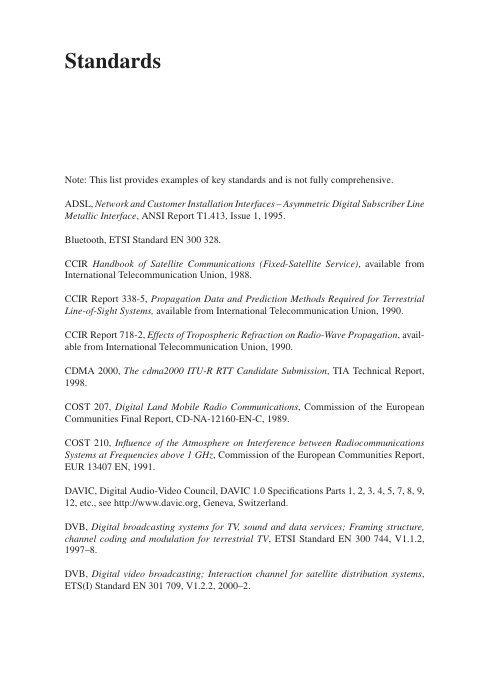 Standards
Note: This list provides examples of key standards and is not fully comprehensive.
ADSL, Network and Customer Installation Interfaces – Asymmetric Digital Subscriber Line
Metallic Interface, ANSI Report T1.413, Issue 1, 1995.
Bluetooth, ETSI Standard EN 300 328.
CCIR Handbook of Satellite Communications (Fixed-Satellite Service), available from
International Telecommunication Union, 1988.
CCIR Report 338-5, Propagation Data and Prediction Methods Required for Terrestrial
Line-of-Sight Systems, available from International Telecommunication Union, 1990.
CCIR Report 718-2, Effects of Tropospheric Refraction on Radio-Wave Propagation, avail-
able from International Telecommunication Union, 1990.
CDMA 2000, The cdma2000 ITU-R RTT Candidate Submission, TIA Technical Report,
1998.
COST 207, Digital Land Mobile Radio Communications, Commission of the European
Communities Final Report, CD-NA-12160-EN-C, 1989.
COST 210, Influence of the Atmosphere on Interference between Radiocommunications
Systems at Frequencies above 1 GHz, Commission of the European Communities Report,
EUR 13407 EN, 1991.
DAVIC, Digital Audio-Video Council, DAVIC 1.0 Specifications Parts 1, 2, 3, 4, 5, 7, 8, 9,
12, etc., see http://www.davic.org, Geneva, Switzerland.
DVB, Digital broadcasting systems for TV, sound and data services; Framing structure,
channel coding and modulation for terrestrial TV, ETSI Standard EN 300 744, V1.1.2,
1997–8.
DVB, Digital video broadcasting; Interaction channel for satellite distribution systems,
ETS(I) Standard EN 301 709, V1.2.2, 2000–2.